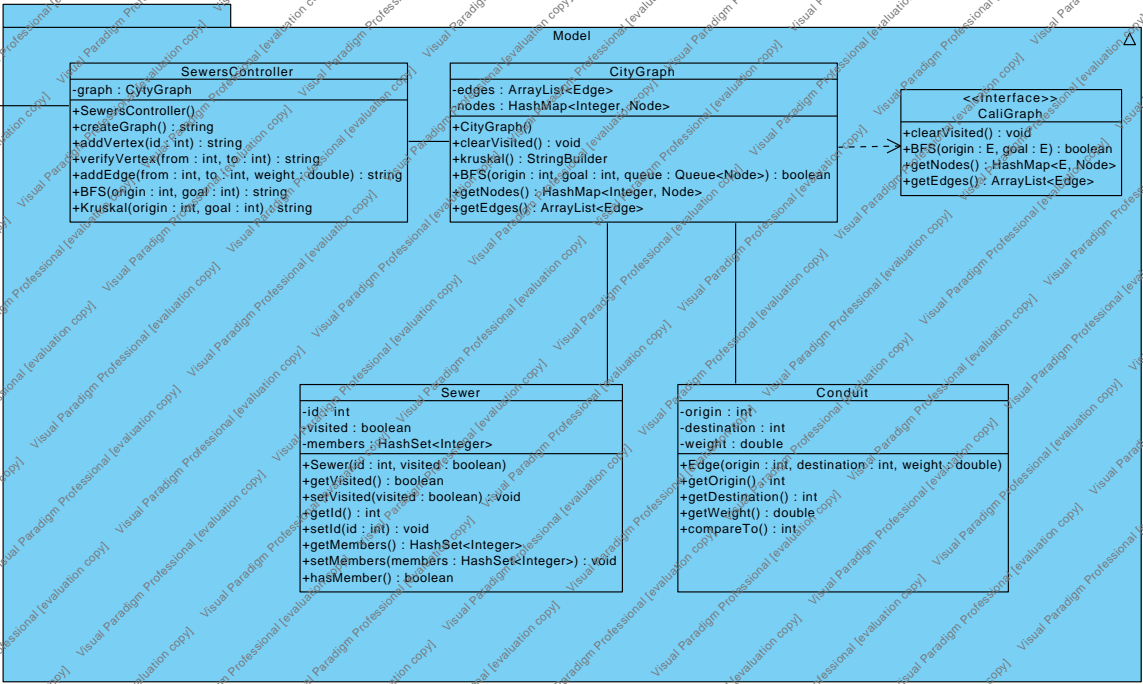 Model
SewersController
-graph : CytyGraph
+SewersController()
+createGraph() : string
+addVertex(id : int) : string
+verifyVertex(from : int, to : int) : string
+addEdge(from : int, to : int, weight : double) : string
+BFS(origin : int, goal : int) : string
+Kruskal(origin : int, goal : int) : string
CityGraph
-edges : ArrayList<Edge>
-nodes : HashMap<Integer, Node>
+CityGraph()
+clearVisited() : void
+kruskal() : StringBuilder
+BFS(origin : int, goal : int, queue : Queue<Node>) : boolean
+getNodes() : HashMap<Integer, Node>
+getEdges() : ArrayList<Edge>
<<Interface>>
CaliGraph
+clearVisited() : void
+BFS(origin : E, goal : E) : boolean
+getNodes() : HashMap<E, Node>
+getEdges() : ArrayList<Edge>
Sewer
-id : int
-visited : boolean
-members : HashSet<Integer>
+Sewer(id : int, visited : boolean)
+getVisited() : boolean
+setVisited(visited : boolean) : void
+getId() : int
+setId(id : int) : void
+getMembers() : HashSet<Integer>
+setMembers(members : HashSet<Integer>) : void
+hasMember() : boolean
Conduit
-origin : int
-destination : int
-weight : double
+Edge(origin : int, destination : int, weight : double)
+getOrigin() : int
+getDestination() : int
+getWeight() : double
+compareTo() : int
Visual Paradigm Professional [evaluation copy]